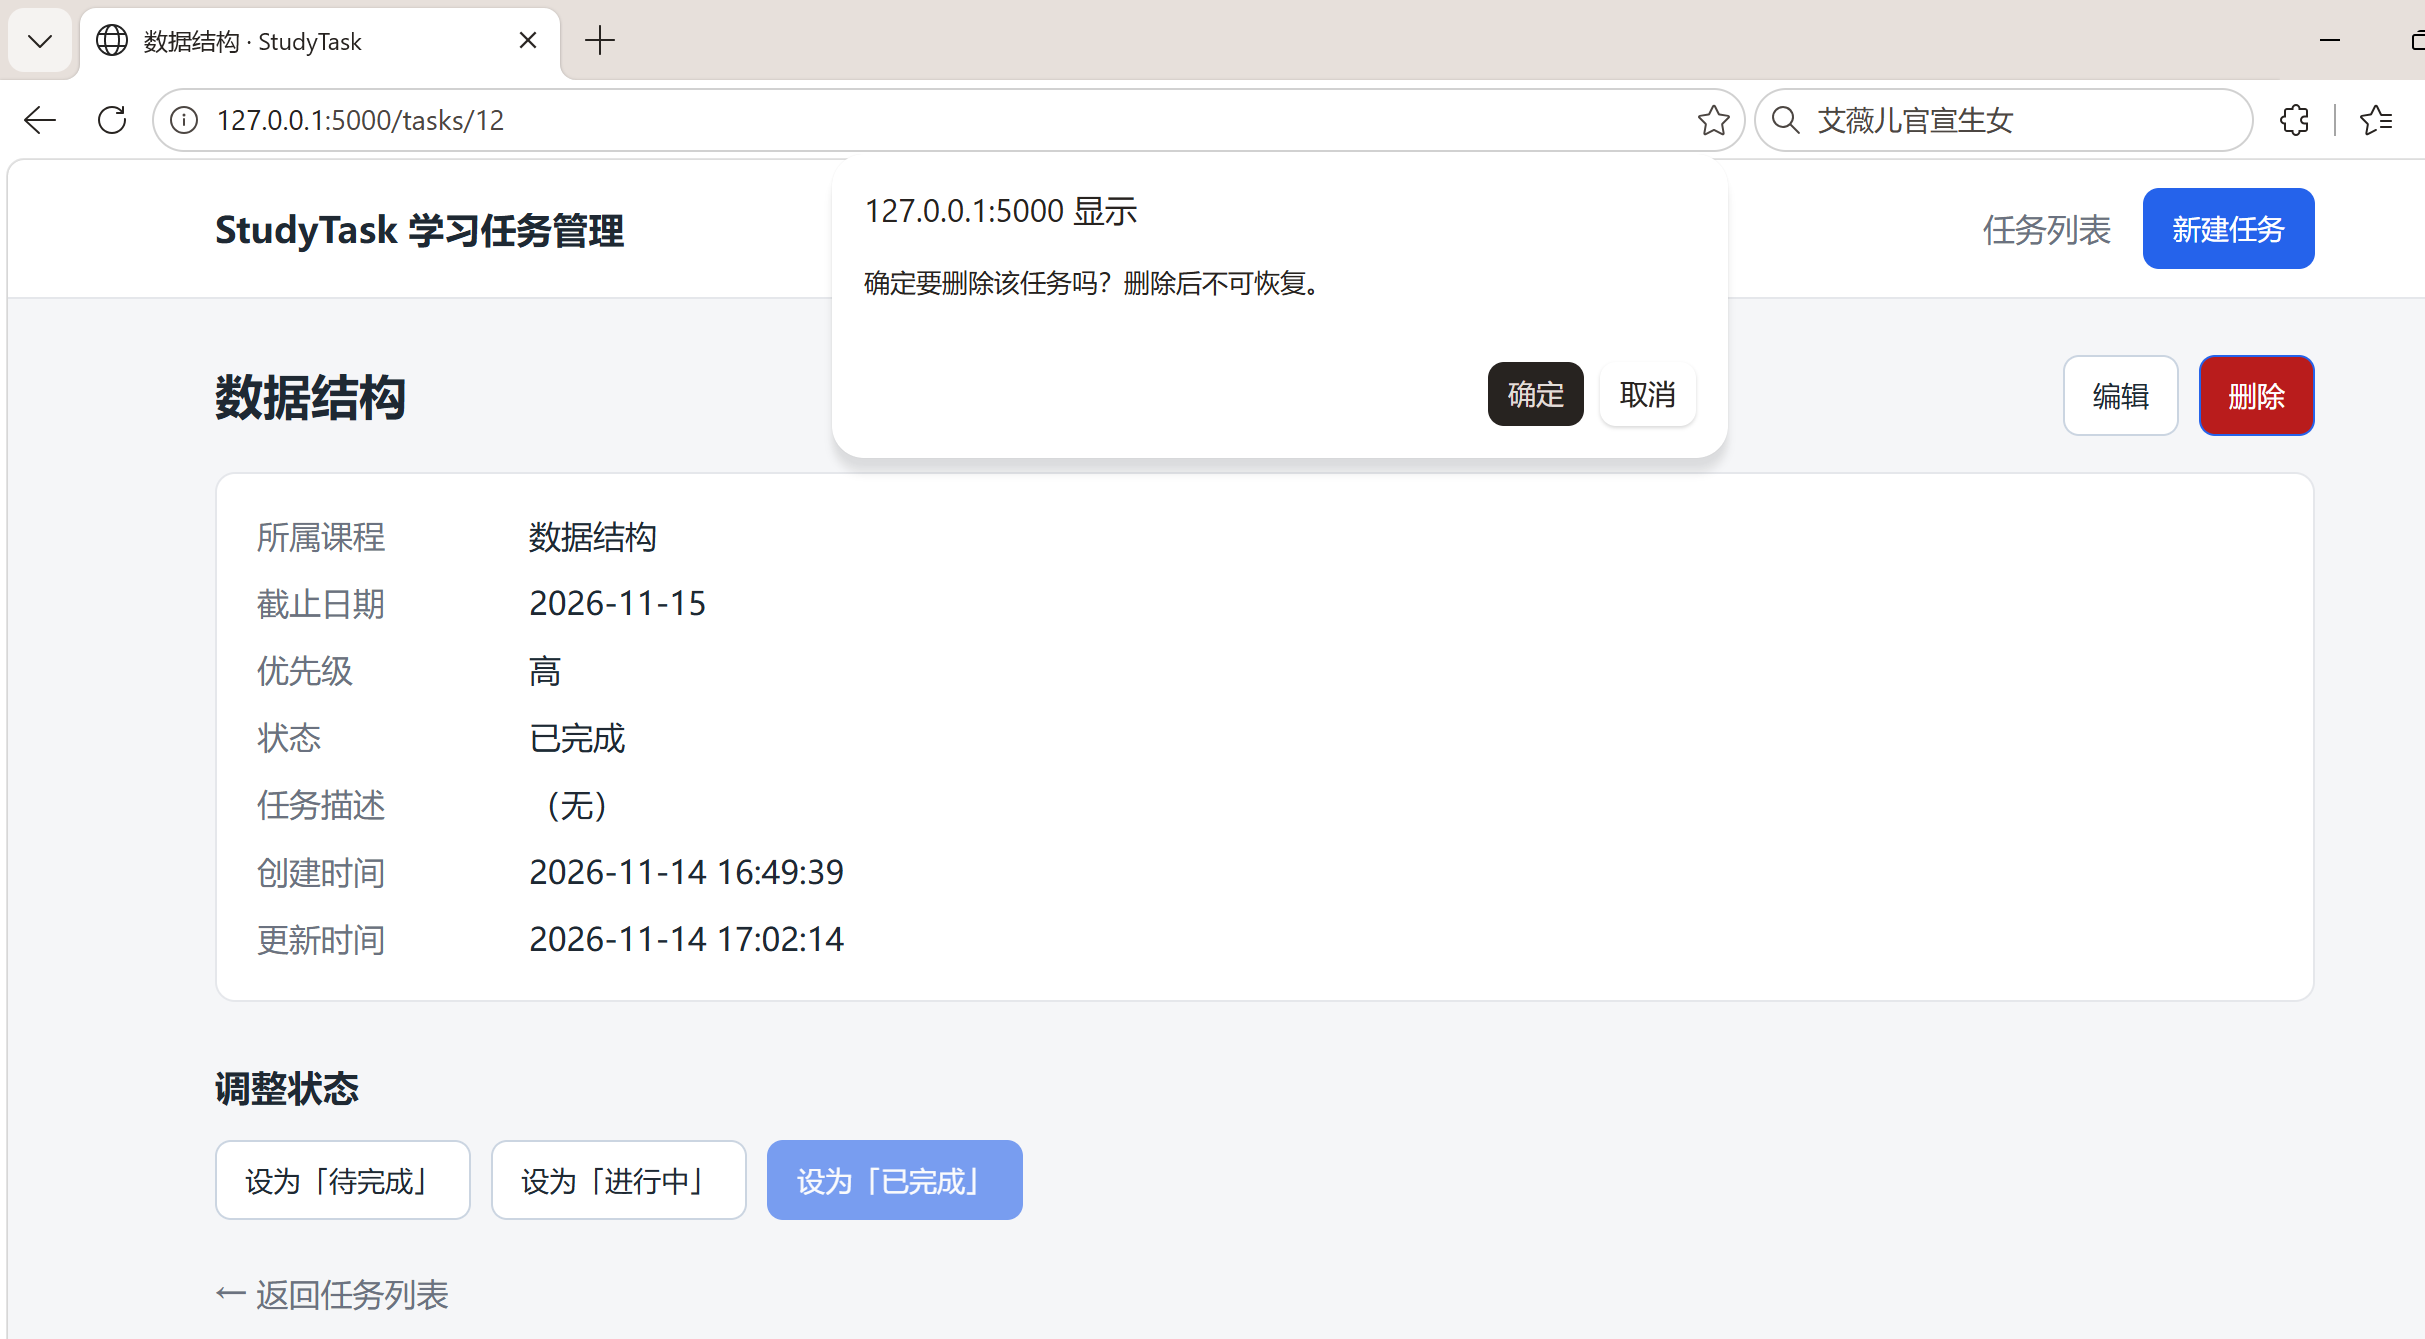 数据结构 · StudyTask
127.0.0.1:5000/tasks/12
艾薇儿官宣生女
StudyTask 学习任务管理
任务列表
新建任务
127.0.0.1:5000 显示
确定要删除该任务吗？删除后不可恢复。
确定
取消
数据结构
编辑
删除
所属课程 数据结构
截止日期 2026-11-15
优先级 高
状态 已完成
任务描述 （无）
创建时间 2026-11-14 16:49:39
更新时间 2026-11-14 17:02:14
调整状态
设为「待完成」
设为「进行中」
设为「已完成」
← 返回任务列表